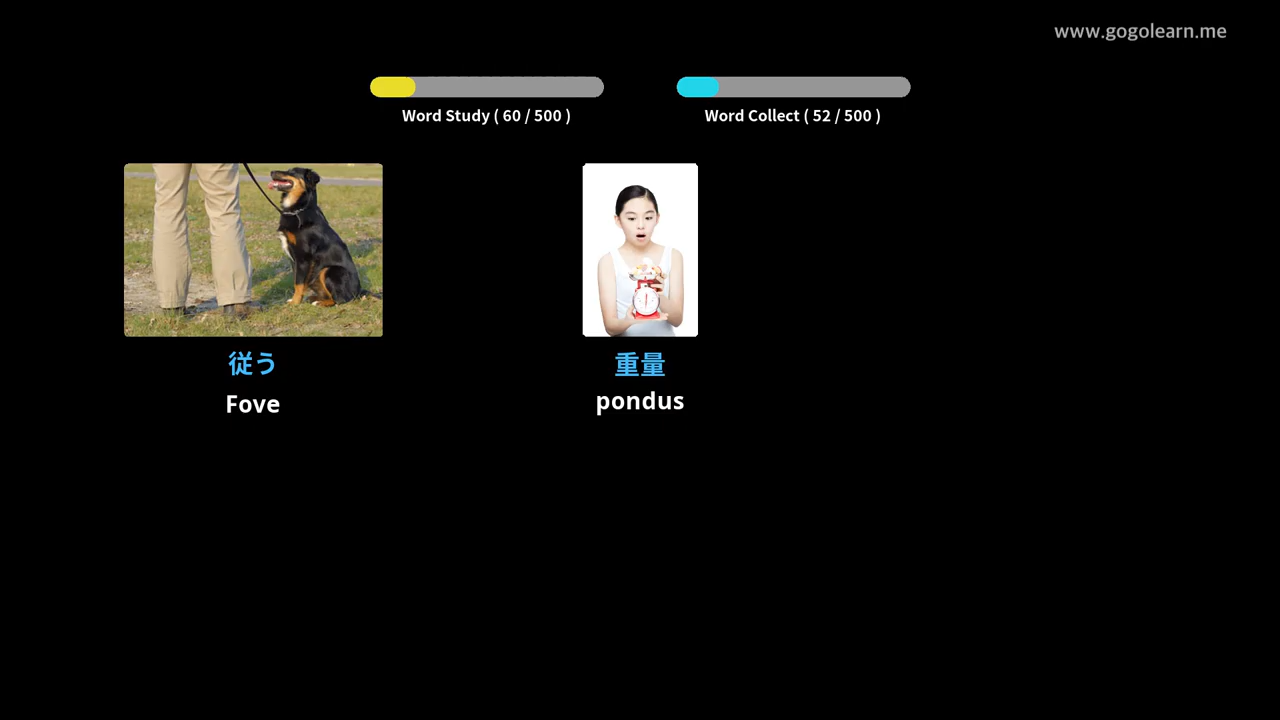 www.gogolearn.me
Word Study ( 60 / 500 )
Word Collect ( 52 / 500 )
従う
Fove
重量
pondus